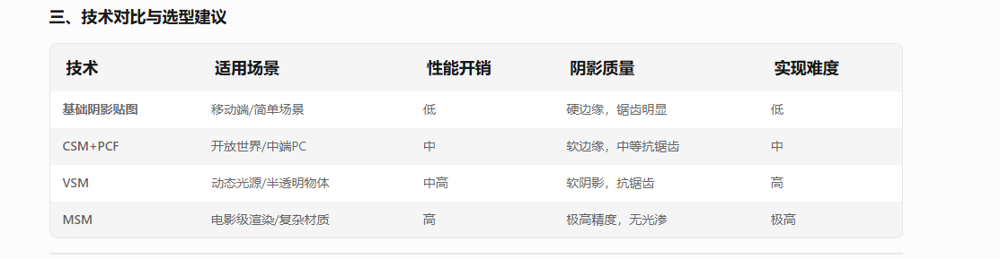 三、技术对比与选型建议
技术 适用场景 性能开销 阴影质量 实现难度
基础阴影贴图 移动端/简单场景 低 硬边缘，锯齿明显 低
CSM+PCF 开放世界/中端PC 中 软边缘，中等抗锯齿 中
VSM 动态光源/半透明物体 中高 软阴影，抗锯齿 高
MSM 电影级渲染/复杂材质 高 极高精度，无光渗 极高